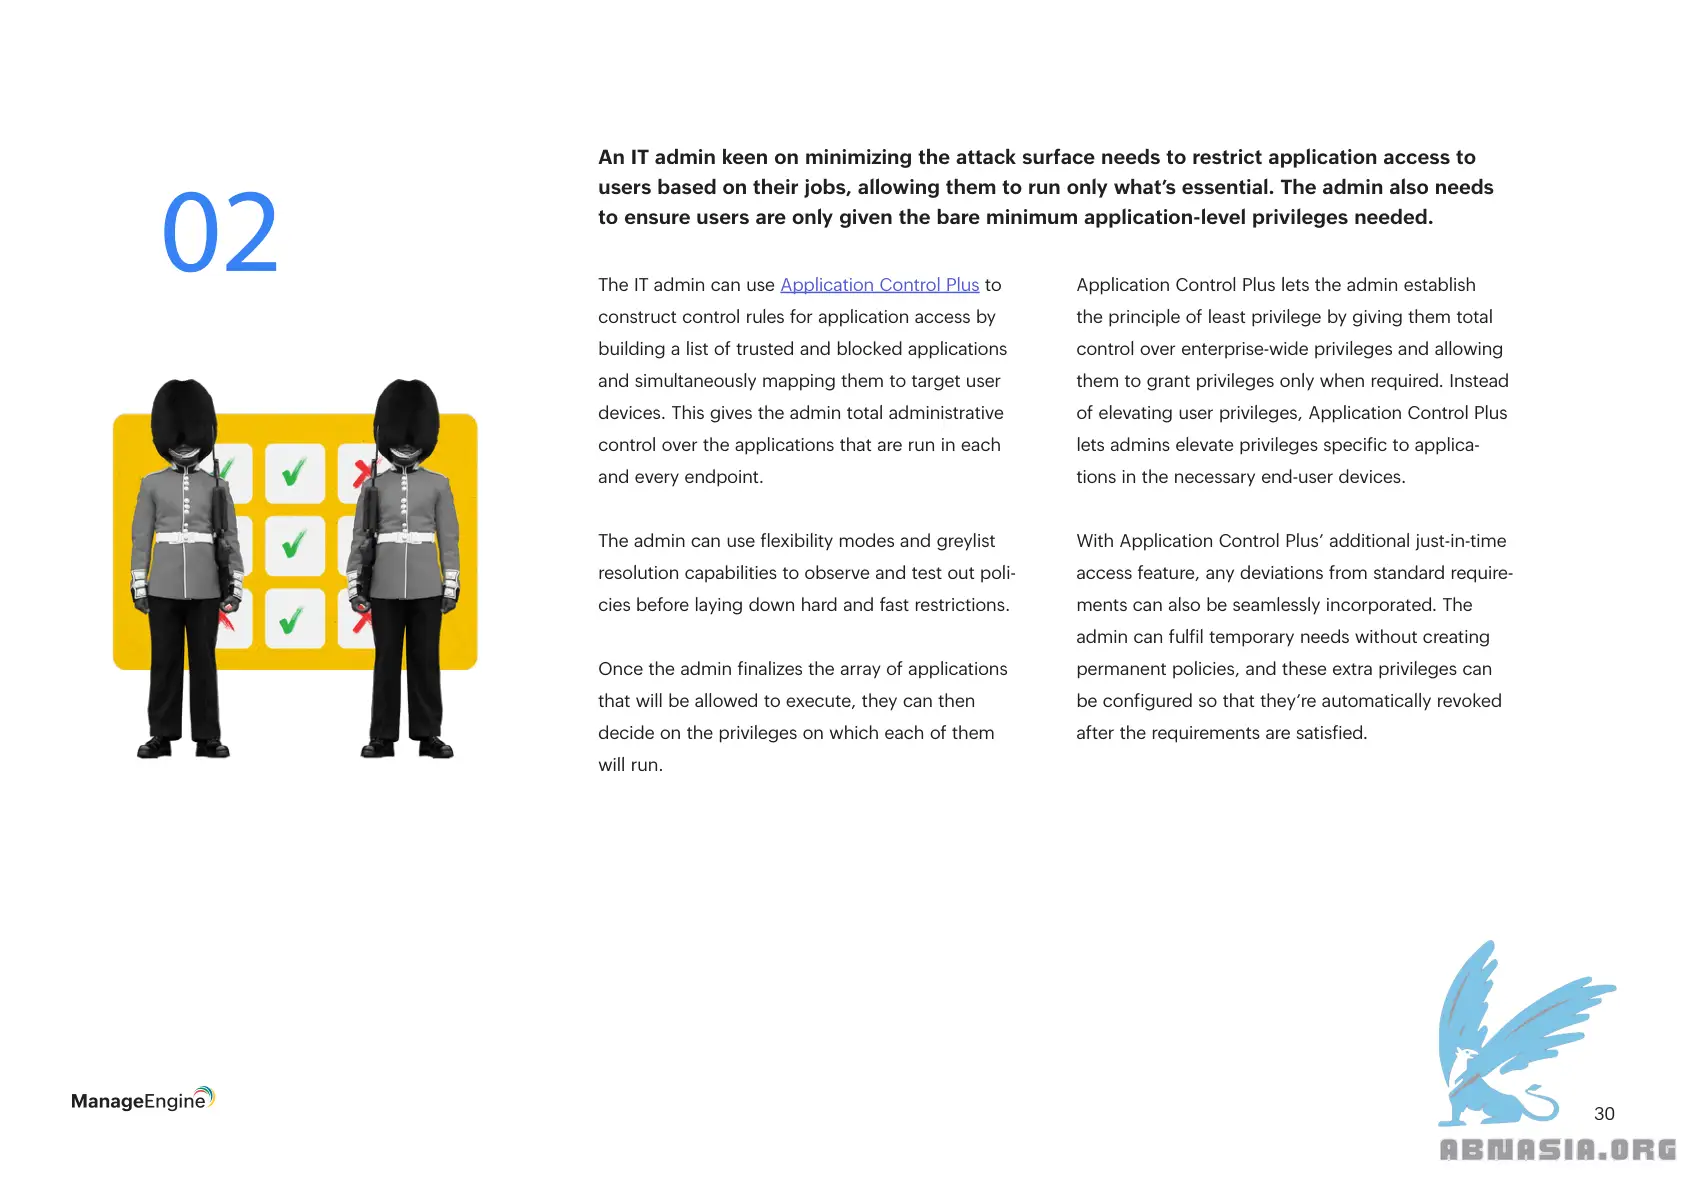 02
An IT admin keen on minimizing the attack surface needs to restrict application access to
users based on their jobs, allowing them to run only what’s essential. The admin also needs
to ensure users are only given the bare minimum application-level privileges needed.
The IT admin can use Application Control Plus to
construct control rules for application access by
building a list of trusted and blocked applications
and simultaneously mapping them to target user
devices. This gives the admin total administrative
control over the applications that are run in each
and every endpoint.
The admin can use flexibility modes and greylist
resolution capabilities to observe and test out poli-
cies before laying down hard and fast restrictions.
Once the admin finalizes the array of applications
that will be allowed to execute, they can then
decide on the privileges on which each of them
will run.
Application Control Plus lets the admin establish
the principle of least privilege by giving them total
control over enterprise-wide privileges and allowing
them to grant privileges only when required. Instead
of elevating user privileges, Application Control Plus
lets admins elevate privileges specific to applica-
tions in the necessary end-user devices.
With Application Control Plus’ additional just-in-time
access feature, any deviations from standard require-
ments can also be seamlessly incorporated. The
admin can fulfil temporary needs without creating
permanent policies, and these extra privileges can
be configured so that they’re automatically revoked
after the requirements are satisfied.
ManageEngine
30
ABNASIA.ORG